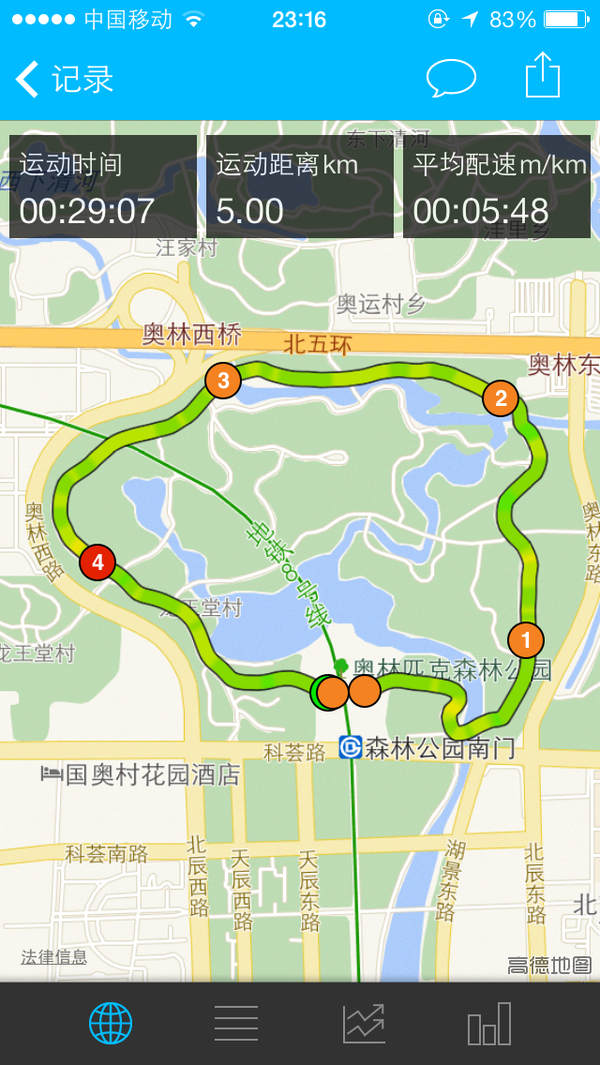 中国移动
23:16
83%
记录
东下清河
西下清河
运动时间
运动距离km
平均配速m/km
00:29:07
5.00
00:05:48
洼里乡
汪家村
奥运村乡
奥林西桥
北五环
奥林东
3
2
奥林西路
奥林东路
地铁8号线
4
龙王堂村
1
龙王堂村
奥林匹克森林公园
科荟路
森林公园南门
国奥村花园酒店
科荟南路
北辰西路
天辰西路
天辰东路
湖景东路
北辰东路
北
法律信息
高德地图